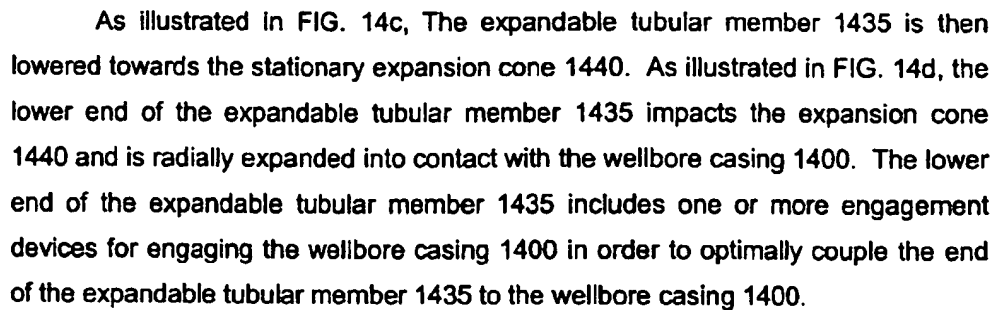 As illustrated in FIG. 14c, The expandable tubular member 1435 is then
lowered towards the stationary expansion cone 1440. As illustrated in FIG. 14d, the
lower end of the expandable tubular member 1435 impacts the expansion cone
1440 and is radially expanded into contact with the wellbore casing 1400. The lower
end of the expandable tubular member 1435 includes one or more engagement
devices for engaging the wellbore casing 1400 in order to optimally couple the end
of the expandable tubular member 1435 to the wellbore casing 1400.